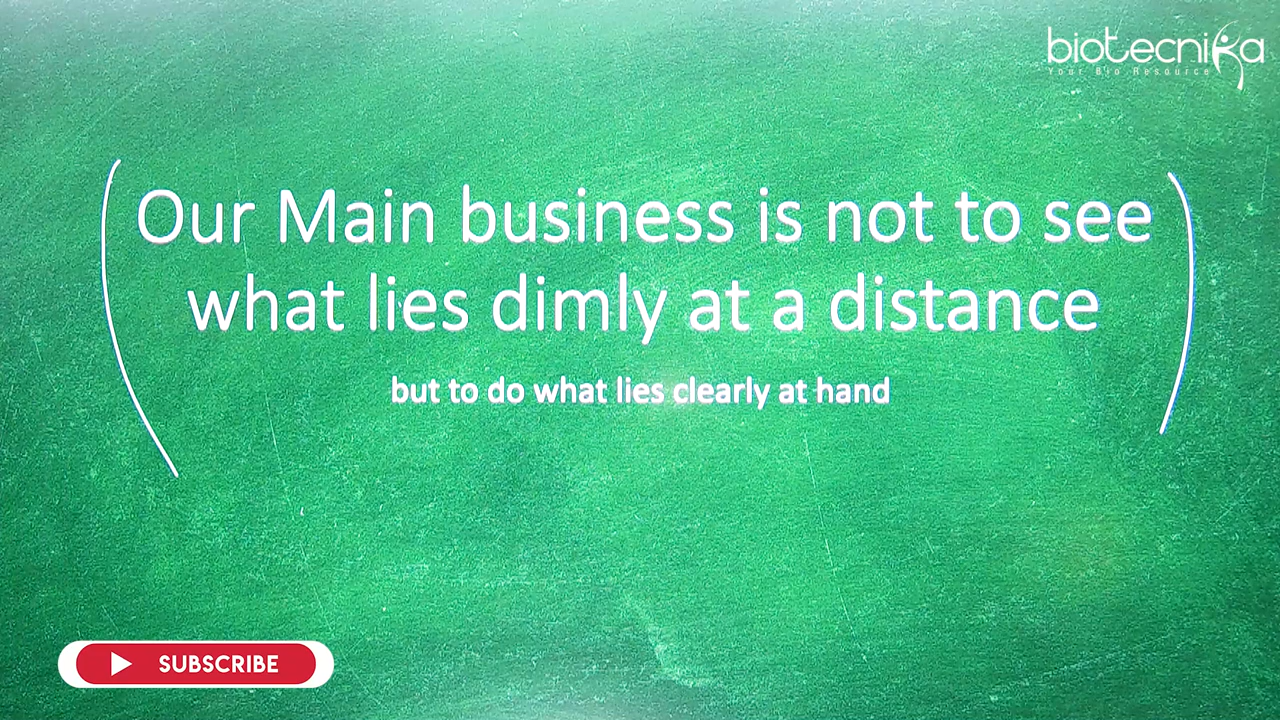 biotecnika
Your Bio Resource
Our Main business is not to see
what lies dimly at a distance
but to do what lies clearly at hand
SUBSCRIBE